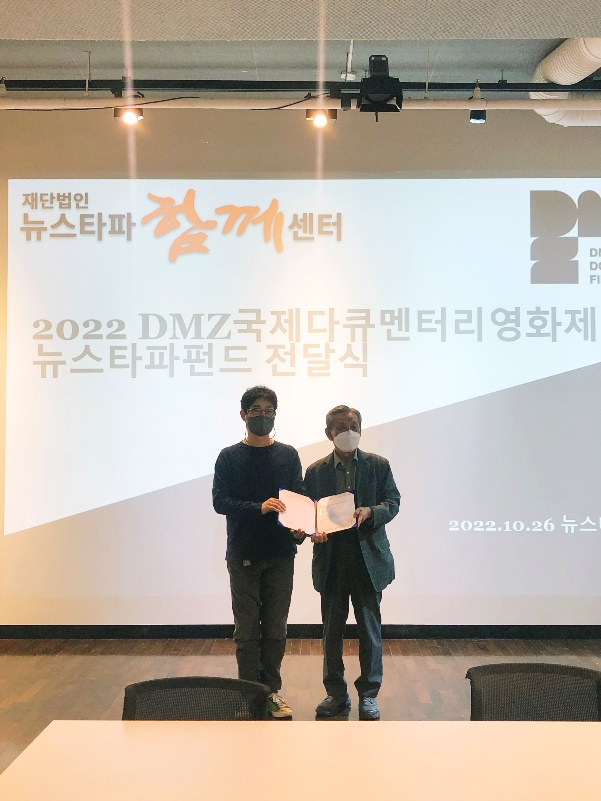 재단법인
뉴스타파 함께 센터
2022 DMZ국제다큐멘터리영화제
뉴스타파펀드 전달식
2022.10.26